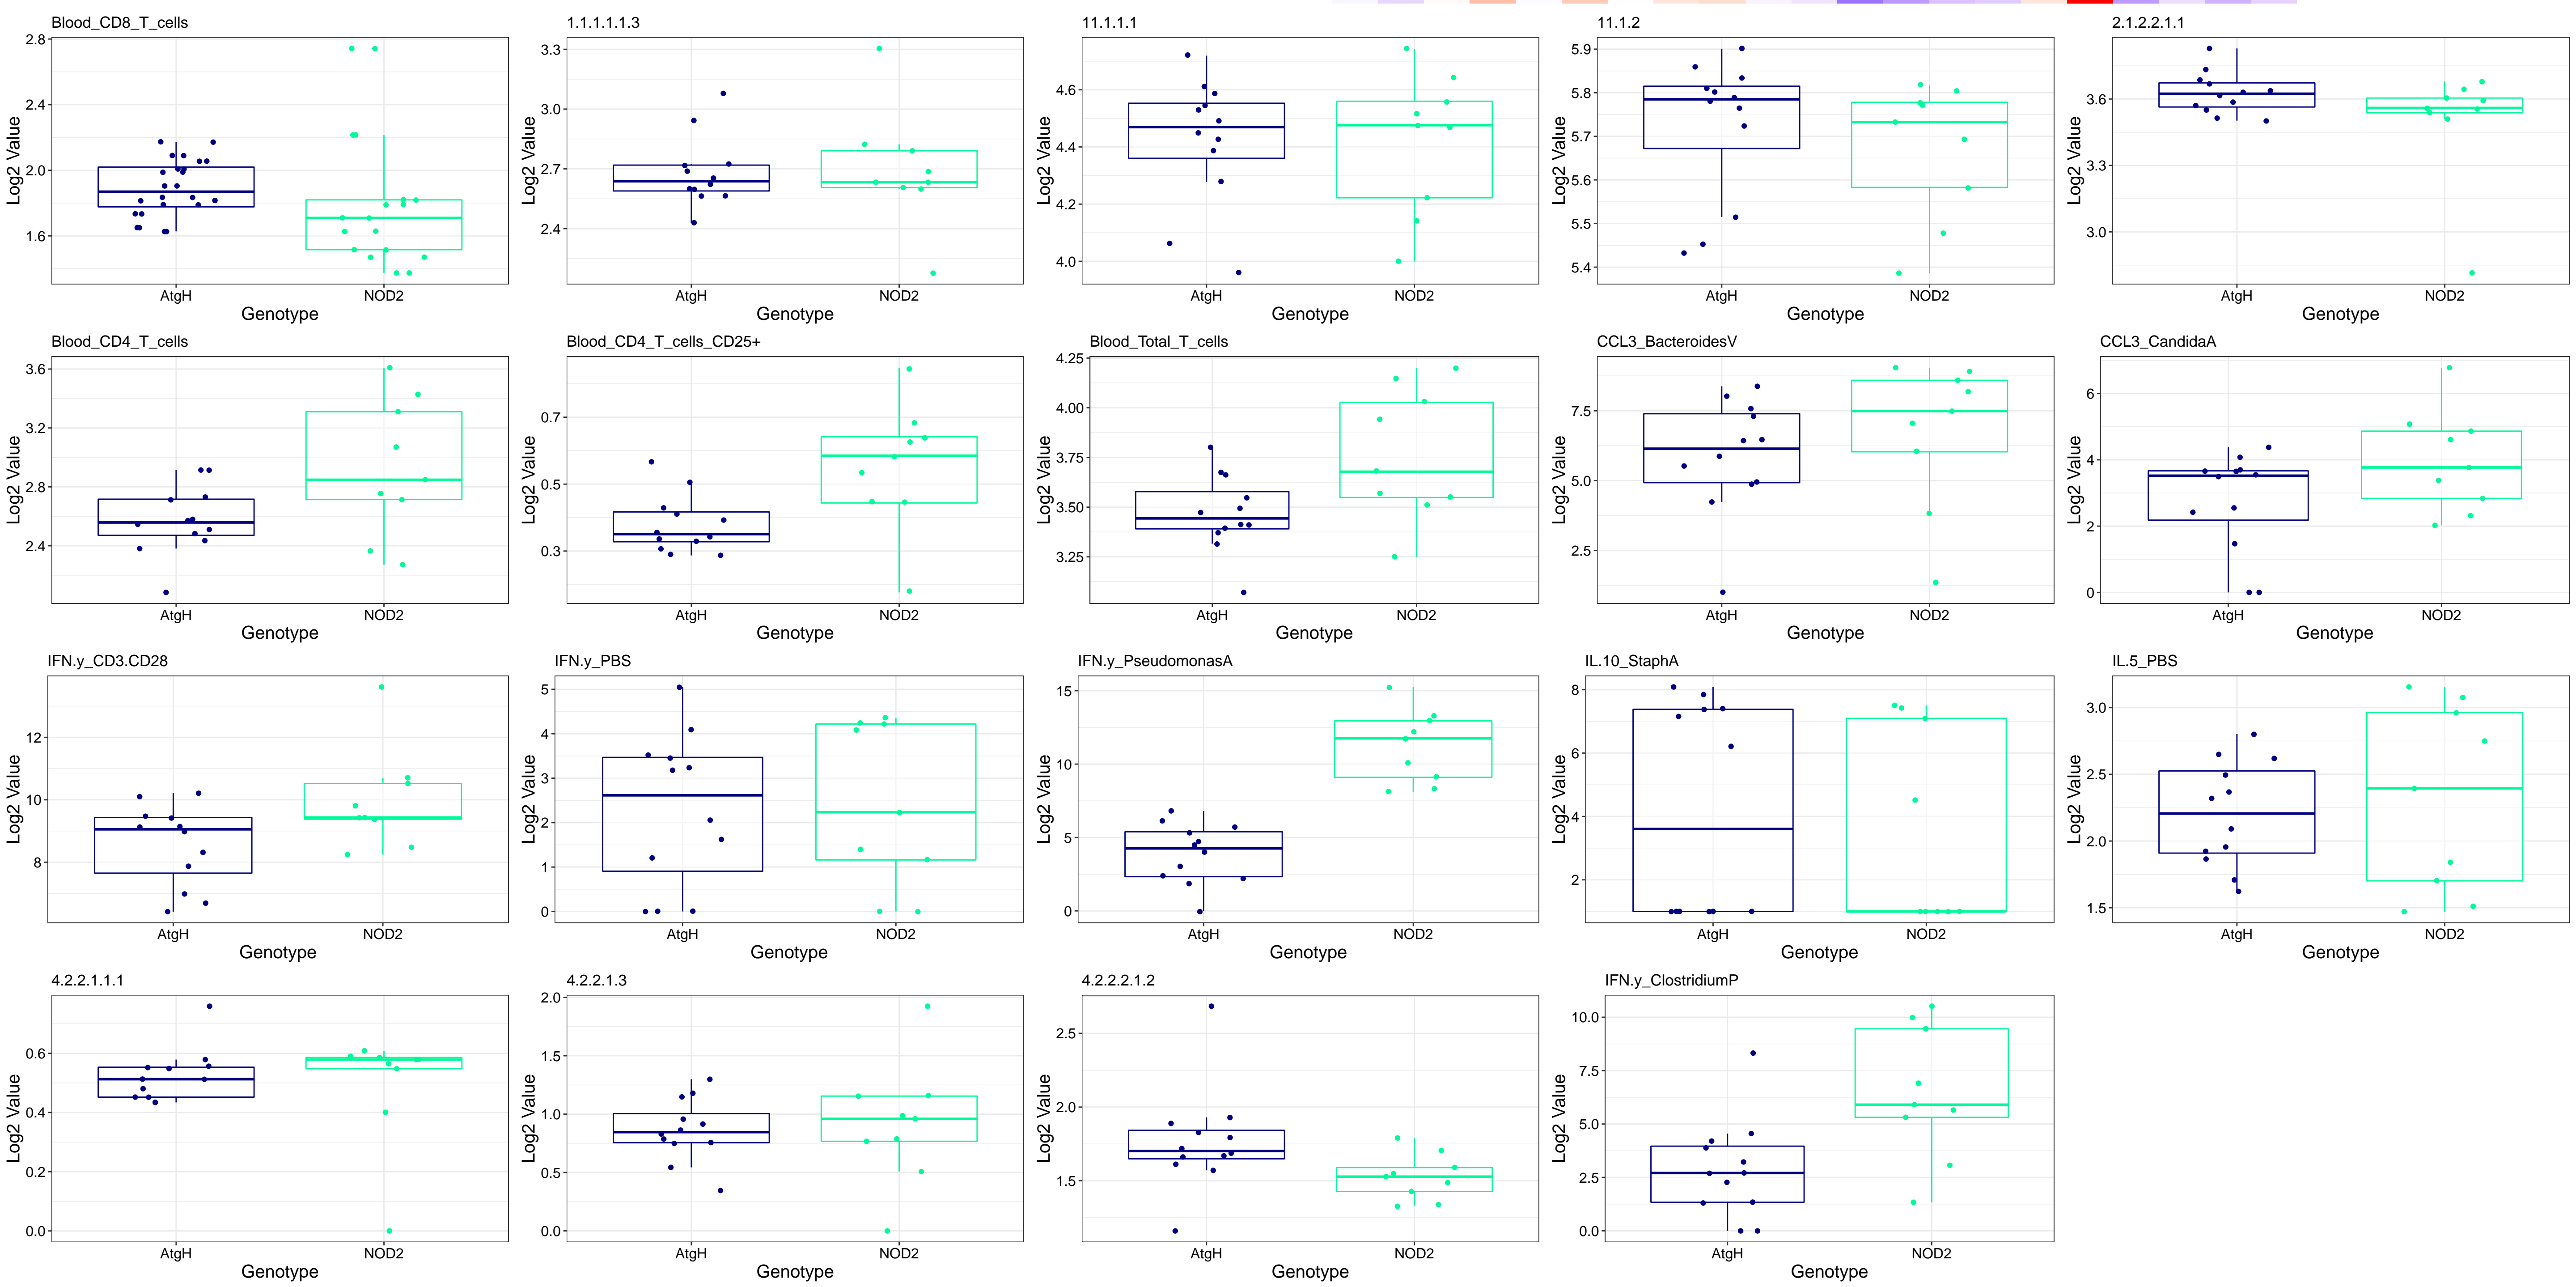 Blood_CD8_T_cells
2.8
2.4
2.0
1.6
Log2 Value
AtgH NOD2
Genotype
1.1.1.1.1.3
3.3
3.0
2.7
2.4
Log2 Value
AtgH NOD2
Genotype
11.1.1.1
4.6
4.4
4.2
4.0
Log2 Value
AtgH NOD2
Genotype
11.1.2
5.9
5.8
5.7
5.6
5.5
5.4
Log2 Value
AtgH NOD2
Genotype
2.1.2.2.1.1
3.6
3.3
3.0
Log2 Value
AtgH NOD2
Genotype
Blood_CD4_T_cells
3.6
3.2
2.8
2.4
Log2 Value
AtgH NOD2
Genotype
Blood_CD4_T_cells_CD25+
0.7
0.5
0.3
Log2 Value
AtgH NOD2
Genotype
Blood_Total_T_cells
4.25
4.00
3.75
3.50
3.25
Log2 Value
AtgH NOD2
Genotype
CCL3_BacteroidesV
7.5
5.0
2.5
Log2 Value
AtgH NOD2
Genotype
CCL3_CandidaA
6
4
2
0
Log2 Value
AtgH NOD2
Genotype
IFN.y_CD3.CD28
12
10
8
Log2 Value
AtgH NOD2
Genotype
IFN.y_PBS
5
4
3
2
1
0
Log2 Value
AtgH NOD2
Genotype
IFN.y_PseudomonasA
15
10
5
0
Log2 Value
AtgH NOD2
Genotype
IL.10_StaphA
8
6
4
2
Log2 Value
AtgH NOD2
Genotype
IL.5_PBS
3.0
2.5
2.0
1.5
Log2 Value
AtgH NOD2
Genotype
4.2.2.1.1.1
0.6
0.4
0.2
0.0
Log2 Value
AtgH NOD2
Genotype
4.2.2.1.3
2.0
1.5
1.0
0.5
0.0
Log2 Value
AtgH NOD2
Genotype
4.2.2.2.1.2
2.5
2.0
1.5
Log2 Value
AtgH NOD2
Genotype
IFN.y_ClostridiumP
10.0
7.5
5.0
2.5
0.0
Log2 Value
AtgH NOD2
Genotype